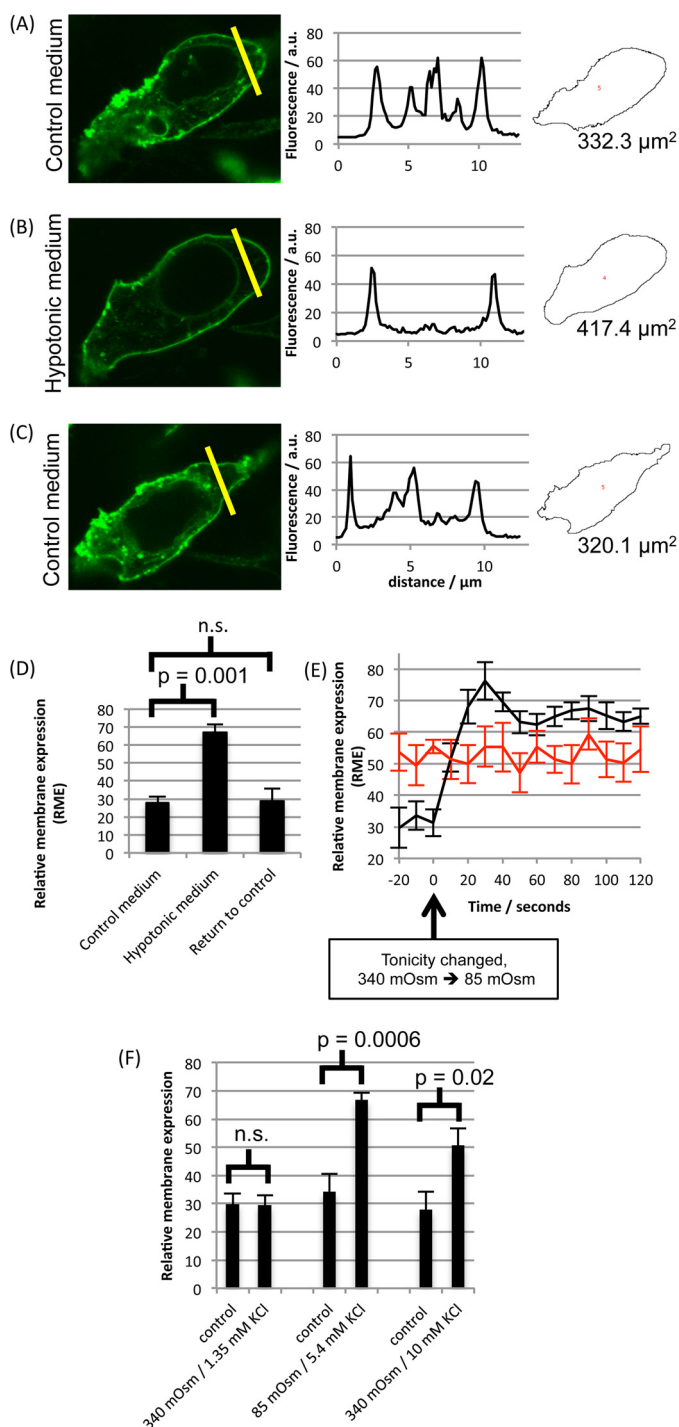 (A)
Control medium
Fluorescence / a.u.
80
60
40
20
0
0 5 10
5
332.3 µm²
(B)
Hypotonic medium
Fluorescence / a.u.
80
60
40
20
0
0 5 10
4
417.4 µm²
(C)
Control medium
Fluorescence / a.u.
80
60
40
20
0
0 5 10
distance / µm
320.1 µm²
(D)
n.s.
p = 0.001
Relative membrane expression
(RME)
80
70
60
50
40
30
20
10
0
Control medium
Hypotonic medium
Return to control
(E)
Relative membrane expression
(RME)
80
70
60
50
40
30
20
-20 0 20 40 60 80 100 120
Time / seconds
Tonicity changed,
340 mOsm ➔ 85 mOsm
(F)
Relative membrane expression
80
70
60
50
40
30
20
10
0
n.s.
p = 0.0006
p = 0.02
control
340 mOsm / 1.35 mM KCl
control
85 mOsm / 5.4 mM KCl
control
340 mOsm / 10 mM KCl